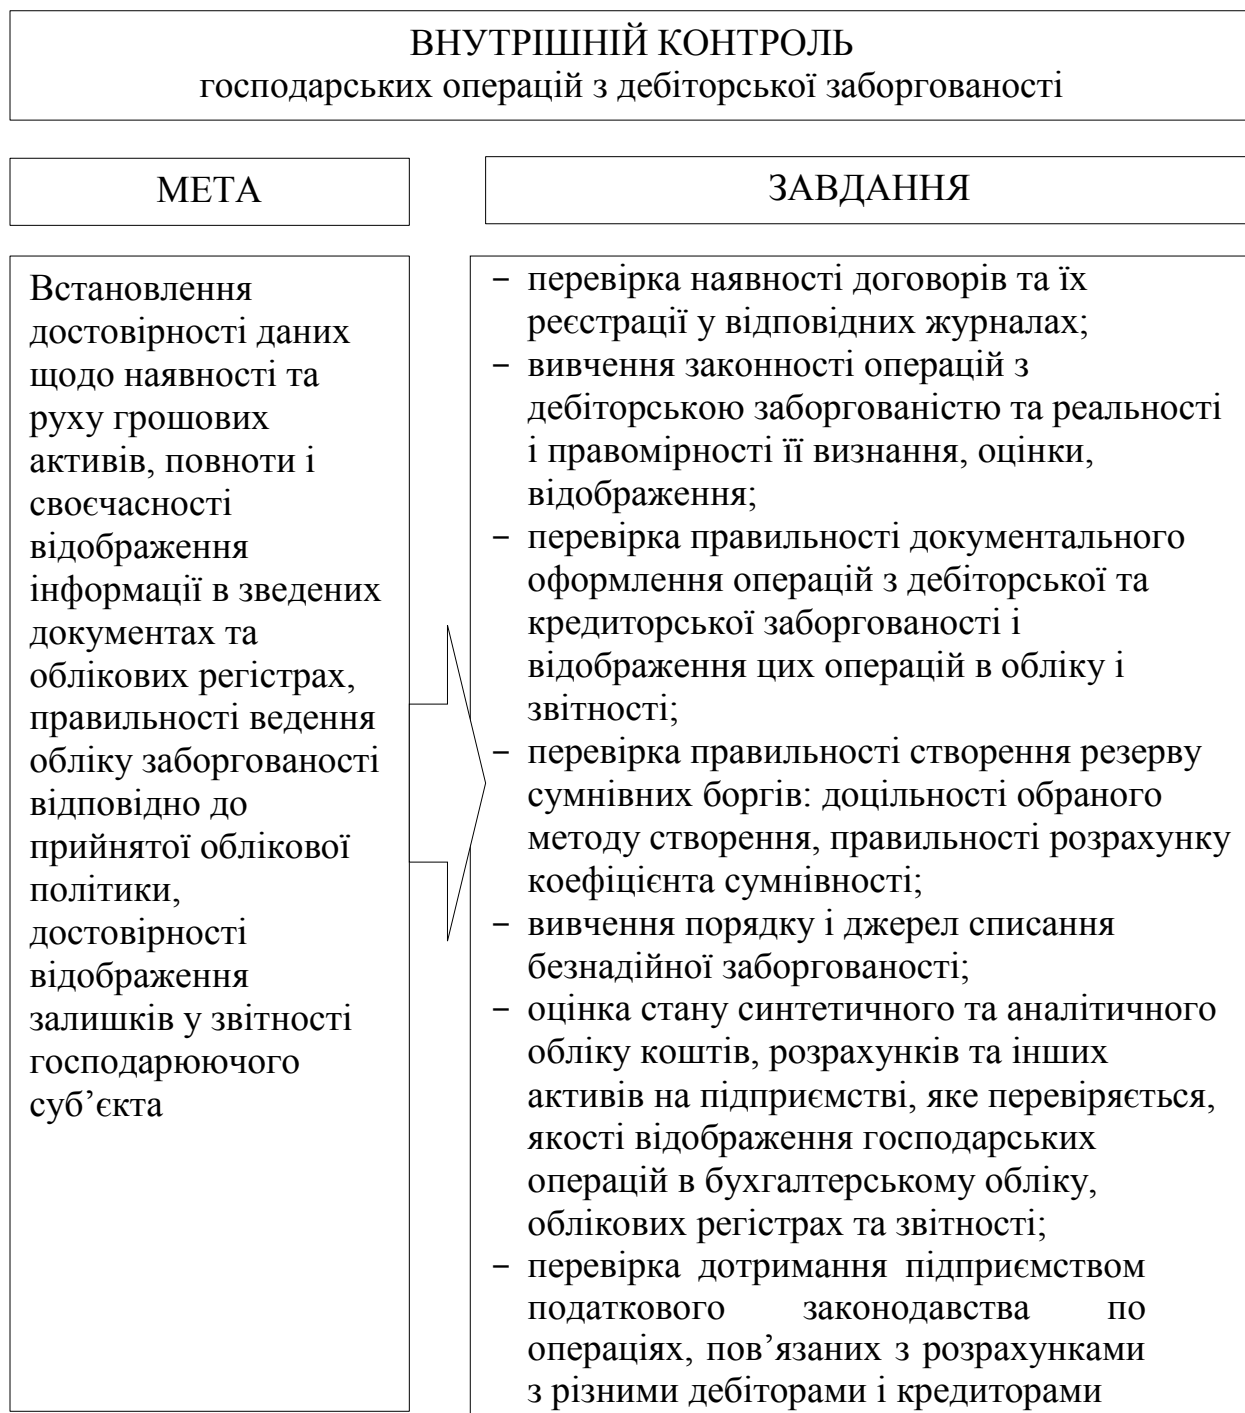 ВНУТРІШНІЙ КОНТРОЛЬ
господарських операцій з дебіторської заборгованості
МЕТА
ЗАВДАННЯ
Встановлення
достовірності даних
щодо наявності та
руху грошових
активів, повноти і
своєчасності
відображення
інформації в зведених
документах та
облікових регістрах,
правильності ведення
обліку заборгованості
відповідно до
прийнятої облікової
політики,
достовірності
відображення
залишків у звітності
господарюючого
суб’єкта
− перевірка наявності договорів та їх
реєстрації у відповідних журналах;
− вивчення законності операцій з
дебіторською заборгованістю та реальності
і правомірності її визнання, оцінки,
відображення;
− перевірка правильності документального
оформлення операцій з дебіторської та
кредиторської заборгованості і
відображення цих операцій в обліку і
звітності;
− перевірка правильності створення резерву
сумнівних боргів: доцільності обраного
методу створення, правильності розрахунку
коефіцієнта сумнівності;
− вивчення порядку і джерел списання
безнадійної заборгованості;
− оцінка стану синтетичного та аналітичного
обліку коштів, розрахунків та інших
активів на підприємстві, яке перевіряється,
якості відображення господарських
операцій в бухгалтерському обліку,
облікових регістрах та звітності;
− перевірка дотримання підприємством
податкового законодавства по
операціях, пов’язаних з розрахунками
з різними дебіторами і кредиторами